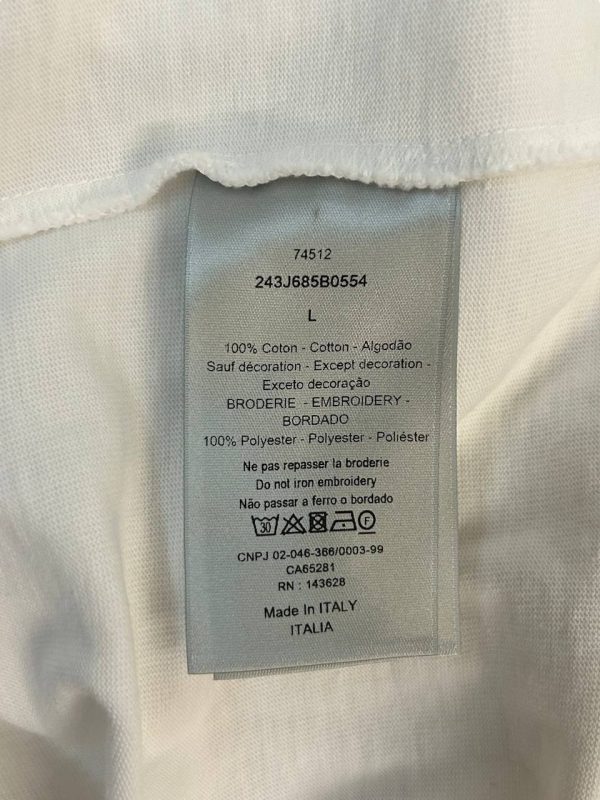 74512
243J685B0554
L
100% Coton - Cotton - Algodão
Sauf décoration - Except decoration -
Exceto decoração
BRODERIE - EMBROIDERY -
BORDADO
100% Polyester - Polyester - Poliéster
Ne pas repasser la broderie
Do not iron embroidery
Não passar a ferro o bordado
30 F
CNPJ 02-046-366/0003-99
CA65281
RN : 143628
Made In ITALY
ITALIA